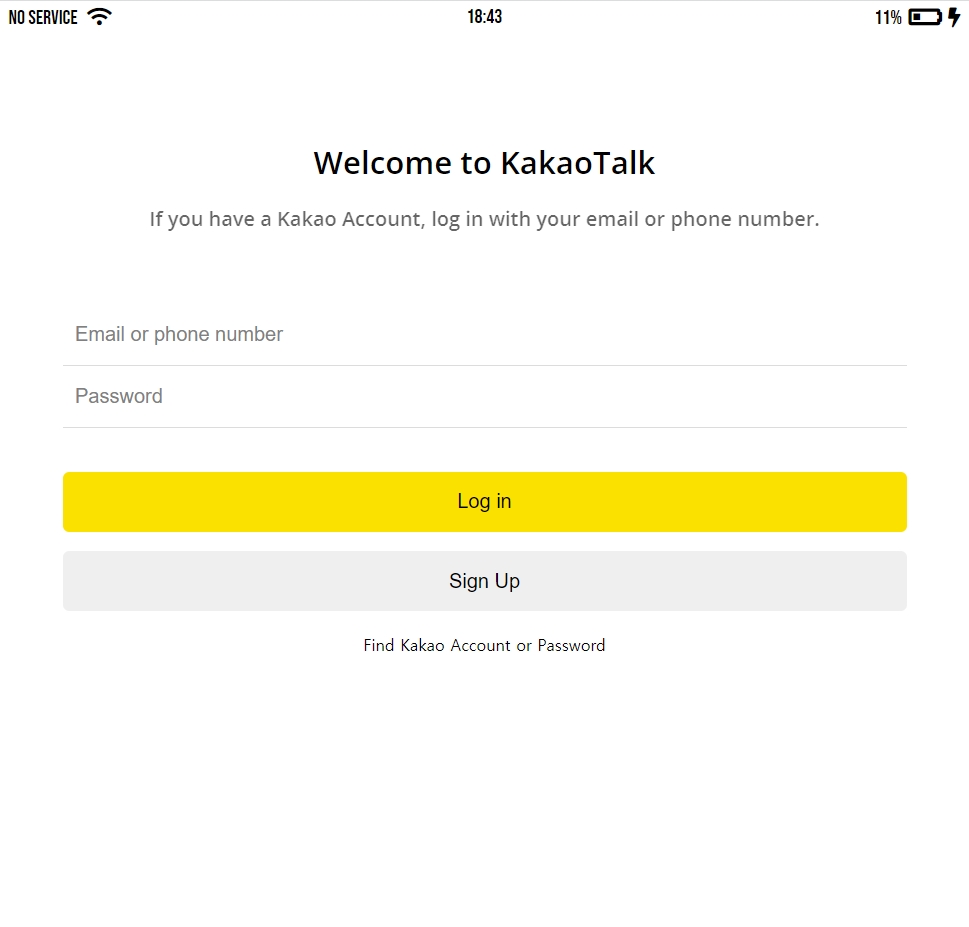 NO SERVICE 18:43 11%
Welcome to KakaoTalk
If you have a Kakao Account, log in with your email or phone number.
Email or phone number
Password
Log in
Sign Up
Find Kakao Account or Password